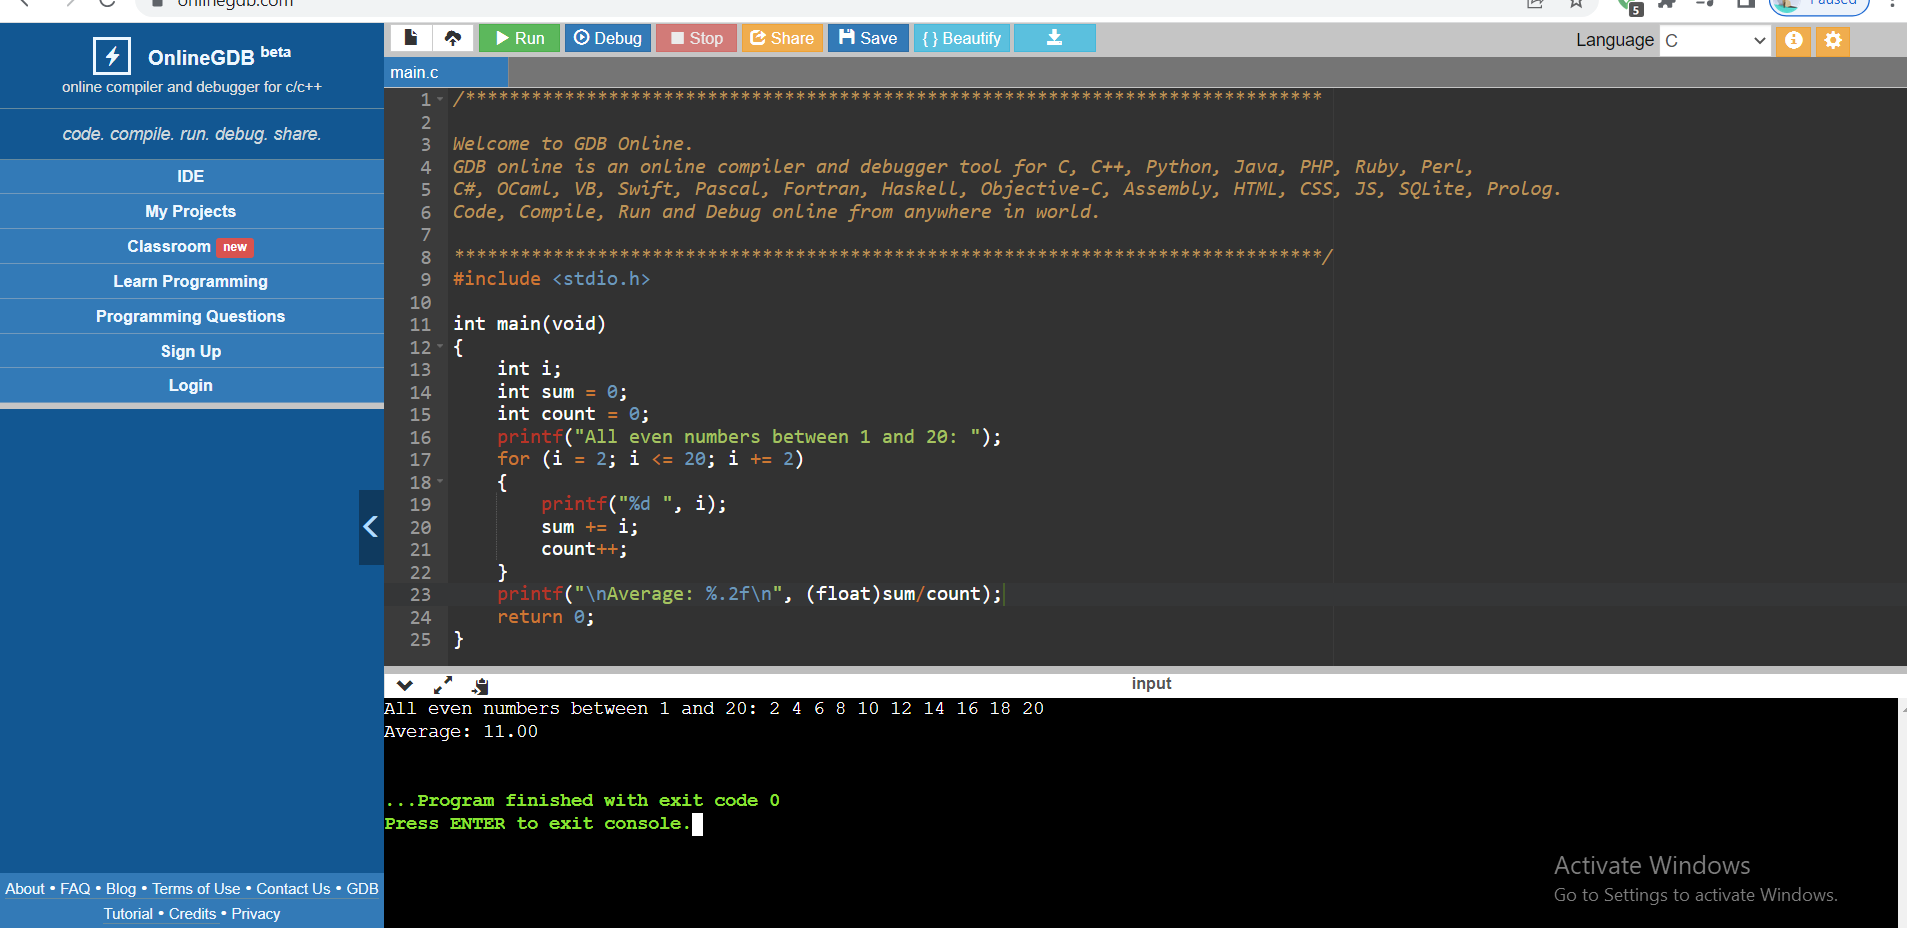 onlinegdb.com
5
Paused
OnlineGDB beta
online compiler and debugger for c/c++
code. compile. run. debug. share.
IDE
My Projects
Classroom new
Learn Programming
Programming Questions
Sign Up
Login
About • FAQ • Blog • Terms of Use • Contact Us • GDB
Tutorial • Credits • Privacy
Run Debug Stop Share Save { } Beautify
Language C
main.c
1 /******************************************************************************
2
3 Welcome to GDB Online.
4 GDB online is an online compiler and debugger tool for C, C++, Python, Java, PHP, Ruby, Perl,
5 C#, OCaml, VB, Swift, Pascal, Fortran, Haskell, Objective-C, Assembly, HTML, CSS, JS, SQLite, Prolog.
6 Code, Compile, Run and Debug online from anywhere in world.
7
8 *******************************************************************************/
9 #include <stdio.h>
10
11 int main(void)
12 {
13 int i;
14 int sum = 0;
15 int count = 0;
16 printf("All even numbers between 1 and 20: ");
17 for (i = 2; i <= 20; i += 2)
18 {
19 printf("%d ", i);
20 sum += i;
21 count++;
22 }
23 printf("\nAverage: %.2f\n", (float)sum/count);
24 return 0;
25 }
input
All even numbers between 1 and 20: 2 4 6 8 10 12 14 16 18 20
Average: 11.00
...Program finished with exit code 0
Press ENTER to exit console.
Activate Windows
Go to Settings to activate Windows.